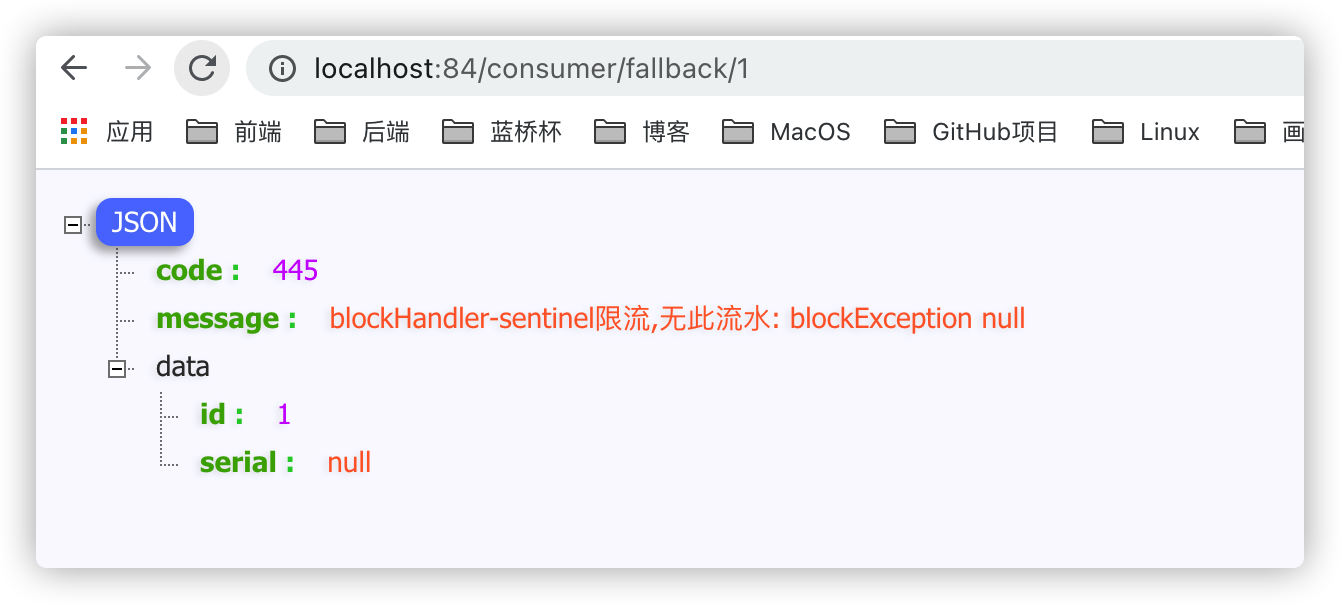 localhost:84/consumer/fallback/1
应用 前端 后端 蓝桥杯 博客 MacOS GitHub项目 Linux 画
JSON
code : 445
message : blockHandler-sentinel限流,无此流水: blockException null
data
id : 1
serial : null